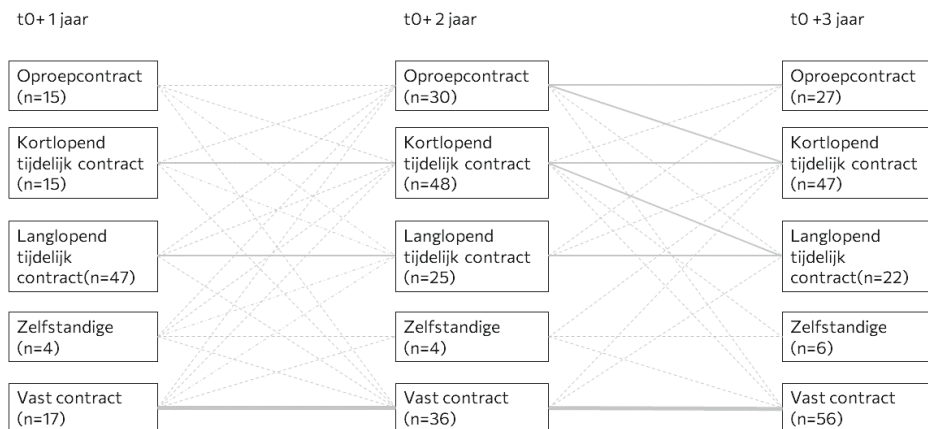 t0+ 1 jaar
t0+ 2 jaar
t0 +3 jaar
Oproepcontract
(n=15)
Kortlopend
tijdelijk contract
(n=15)
Langlopend
tijdelijk
contract(n=47)
Zelfstandige
(n=4)
Vast contract
(n=17)
Oproepcontract
(n=30)
Kortlopend
tijdelijk contract
(n=48)
Langlopend
tijdelijk contract
(n=25)
Zelfstandige
(n=4)
Vast contract
(n=36)
Oproepcontract
(n=27)
Kortlopend
tijdelijk contract
(n=47)
Langlopend
tijdelijk
contract(n=22)
Zelfstandige
(n=6)
Vast contract
(n=56)